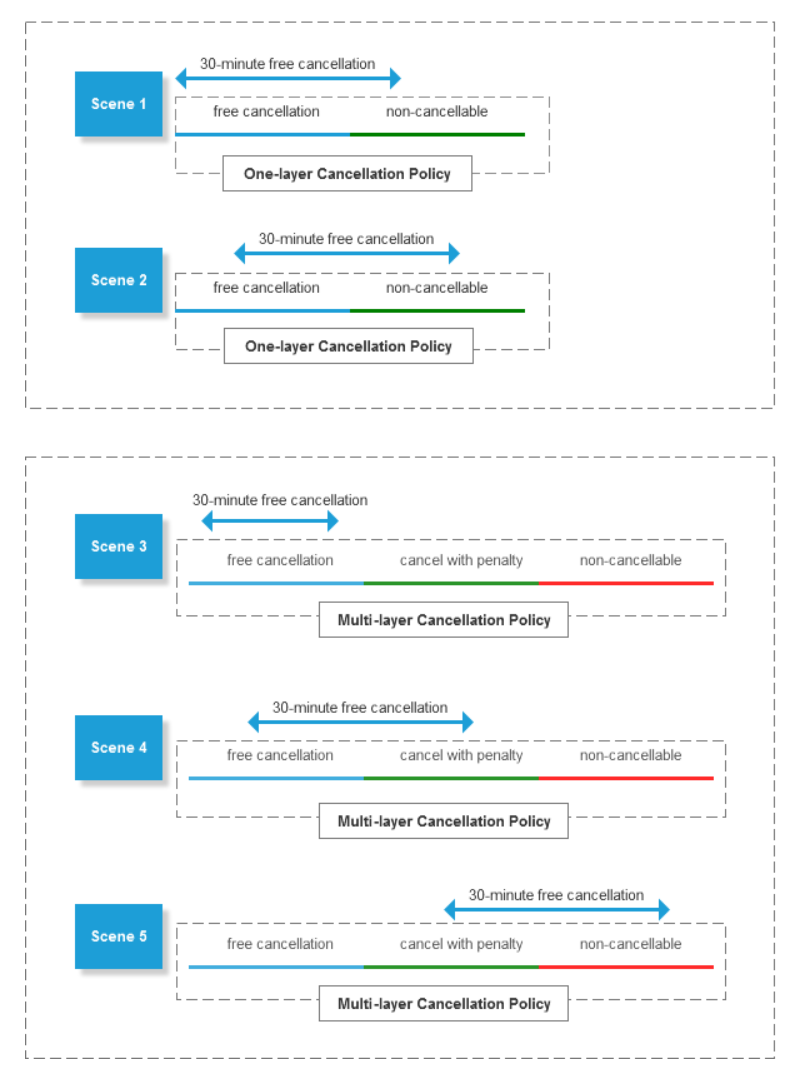 30-minute free cancellation
Scene 1
free cancellation non-cancellable
One-layer Cancellation Policy
30-minute free cancellation
Scene 2
free cancellation non-cancellable
One-layer Cancellation Policy
30-minute free cancellation
Scene 3
free cancellation cancel with penalty non-cancellable
Multi-layer Cancellation Policy
30-minute free cancellation
Scene 4
free cancellation cancel with penalty non-cancellable
Multi-layer Cancellation Policy
30-minute free cancellation
Scene 5
free cancellation cancel with penalty non-cancellable
Multi-layer Cancellation Policy